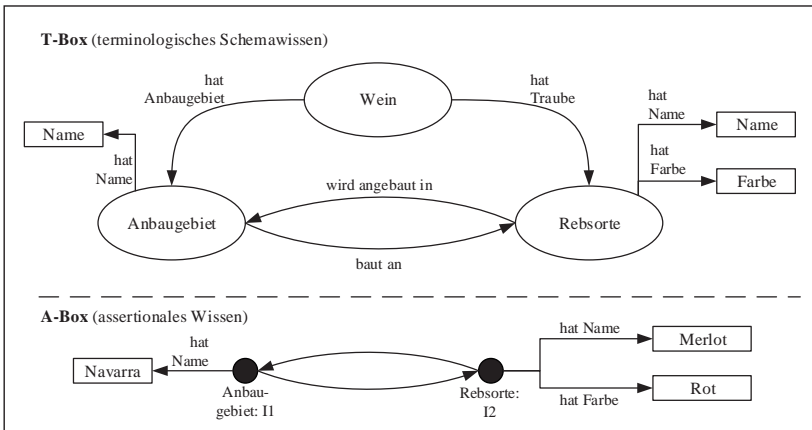 T-Box (terminologisches Schemawissen)
hat
Anbaugebiet
Wein
hat
Traube
hat
Name
Name
Name
hat
Name
hat
Farbe
Farbe
wird angebaut in
Anbaugebiet
Rebsorte
baut an
A-Box (assertionales Wissen)
hat
Name
hat Name
Merlot
Navarra
Anbau-
gebiet: I1
Rebsorte:
I2
Rot
hat Farbe